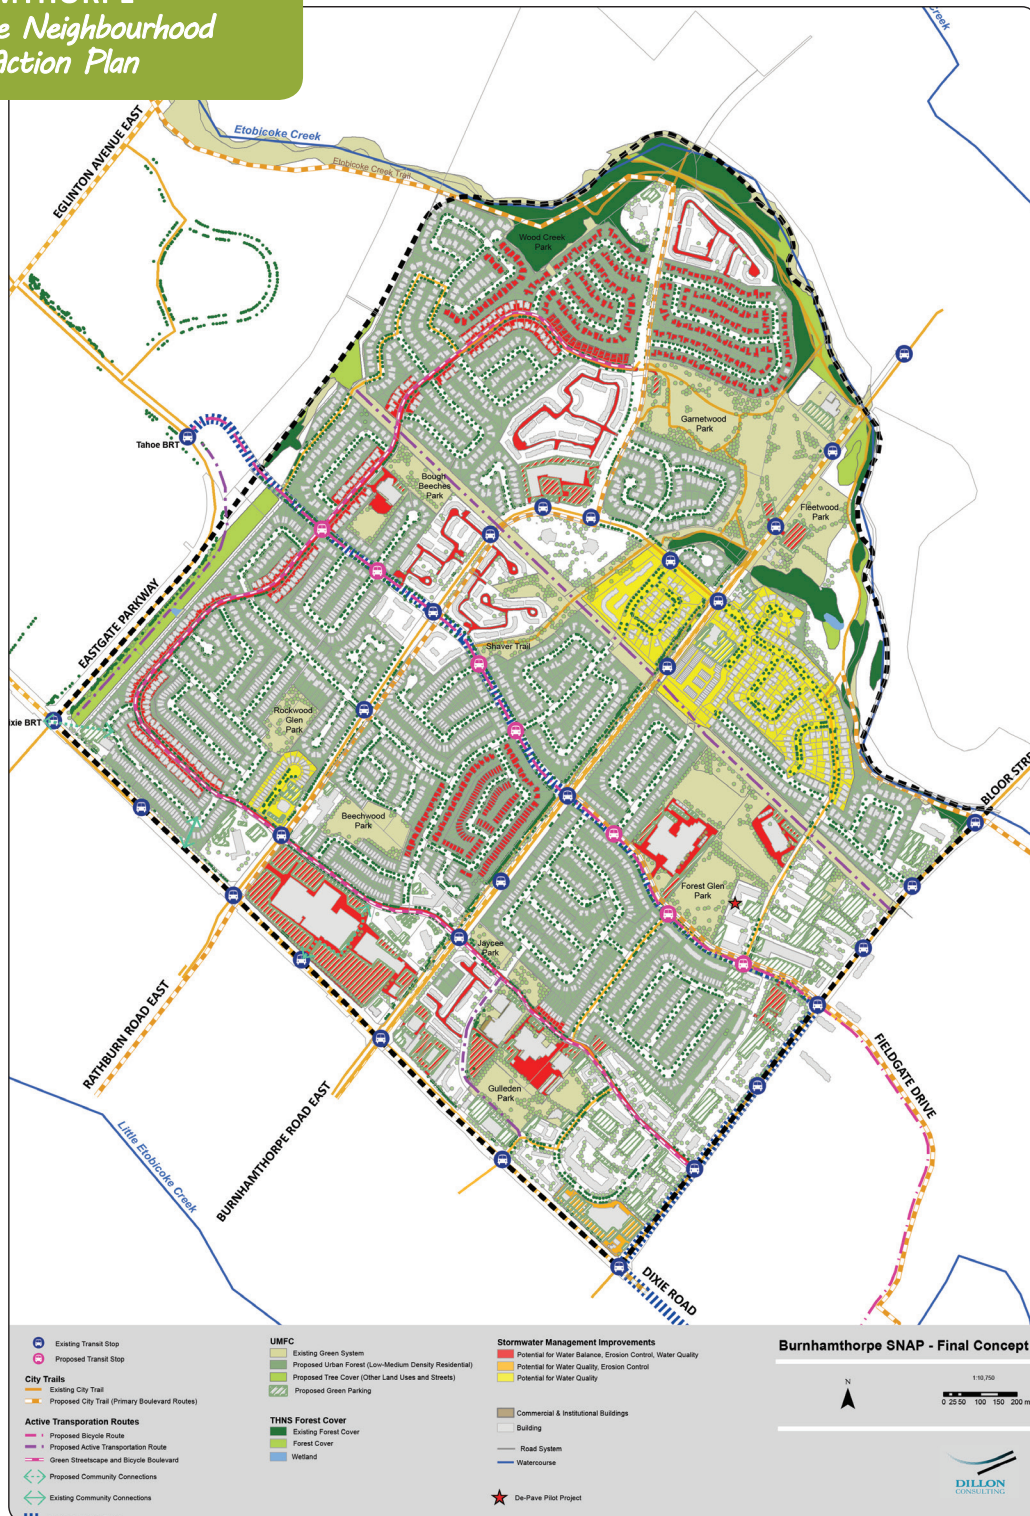 e Neighbourhood
Action Plan
Creek
Etobicoke Creek
Etobicoke Creek Trail
EGLINTON AVENUE EAST
Wood Creek
Park
Garnetwood
Park
Tahoe BRT
Bough
Beeches
Park
Fleetwood
Park
EASTGATE PARKWAY
Shaver Trail
Rockwood
Glen
Park
ixie BRT
BLOOR STRE
Beechwood
Park
Forest Glen
Park
Jaycee
Park
RATHBURN ROAD EAST
Gulleden
Park
FIELDGATE DRIVE
BURNHAMTHORPE ROAD EAST
Little Etobicoke Creek
DIXIE ROAD
Existing Transit Stop
Proposed Transit Stop
City Trails
Existing City Trail
Proposed City Trail (Primary Boulevard Routes)
Active Transporation Routes
Proposed Bicycle Route
Proposed Active Transportation Route
Green Streetscape and Bicycle Boulevard
Proposed Community Connections
Existing Community Connections
UMFC
Existing Green System
Proposed Urban Forest (Low-Medium Density Residential)
Proposed Tree Cover (Other Land Uses and Streets)
Proposed Green Parking
THNS Forest Cover
Existing Forest Cover
Forest Cover
Wetland
Stormwater Management Improvements
Potential for Water Balance, Erosion Control, Water Quality
Potential for Water Quality, Erosion Control
Potential for Water Quality
Commercial & Institutional Buildings
Building
Road System
Watercourse
De-Pave Pilot Project
Burnhamthorpe SNAP - Final Concept
N
1:10,750
0 25 50 100 150 200 m
DILLON
CONSULTING